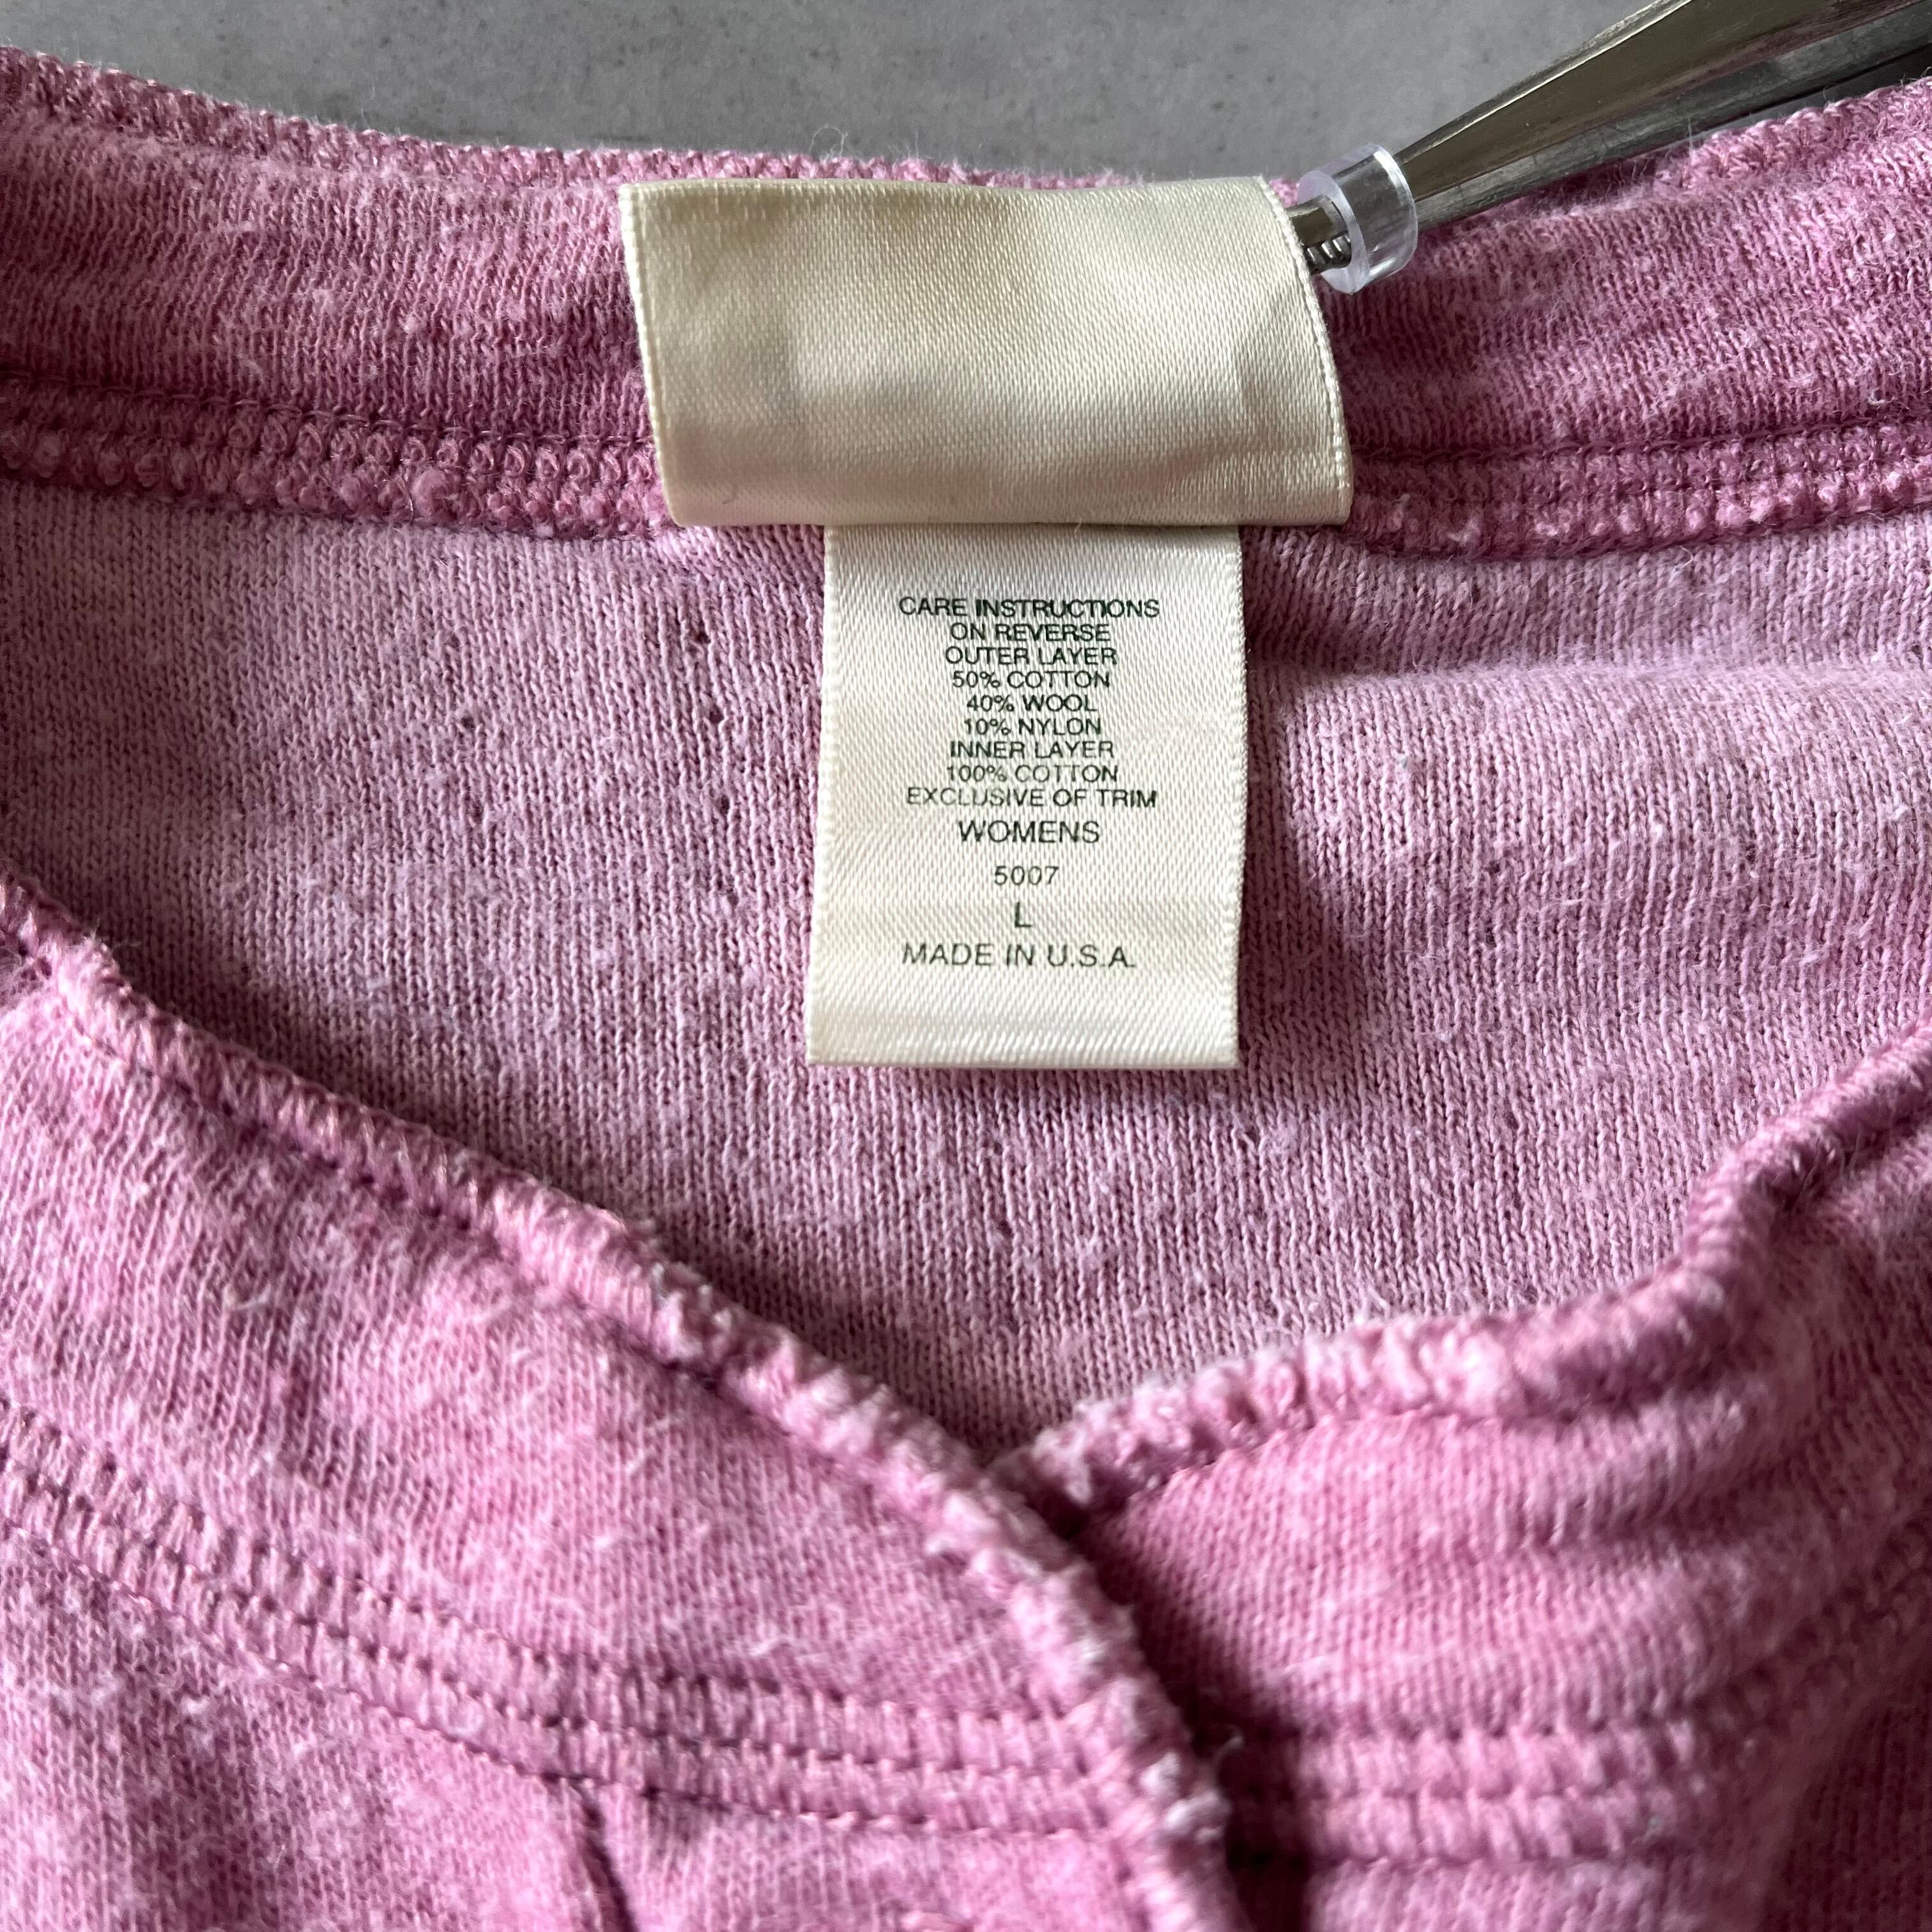 CARE INSTRUCTIONS
ON REVERSE
OUTER LAYER
50% COTTON
40% WOOL
10% NYLON
INNER LAYER
100% COTTON
EXCLUSIVE OF TRIM
WOMENS
5007
L
MADE IN U.S.A.